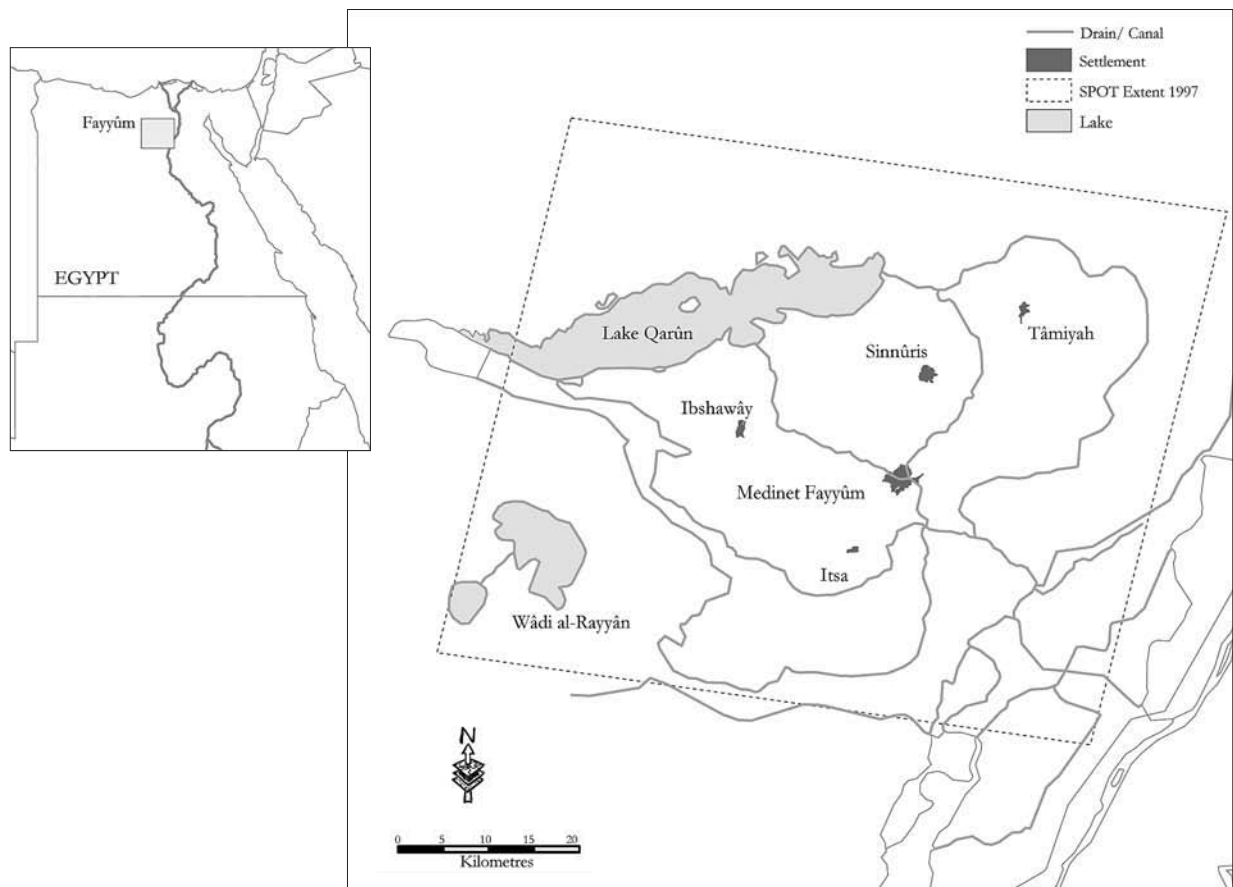 Fayyûm
EGYPT
Drain/ Canal
Settlement
SPOT Extent 1997
Lake
Lake Qarûn
Tâmiyah
Sinnûris
Ibshawây
Medinet Fayyûm
Itsa
Wâdi al-Rayyân
N
0 5 10 15 20
Kilometres